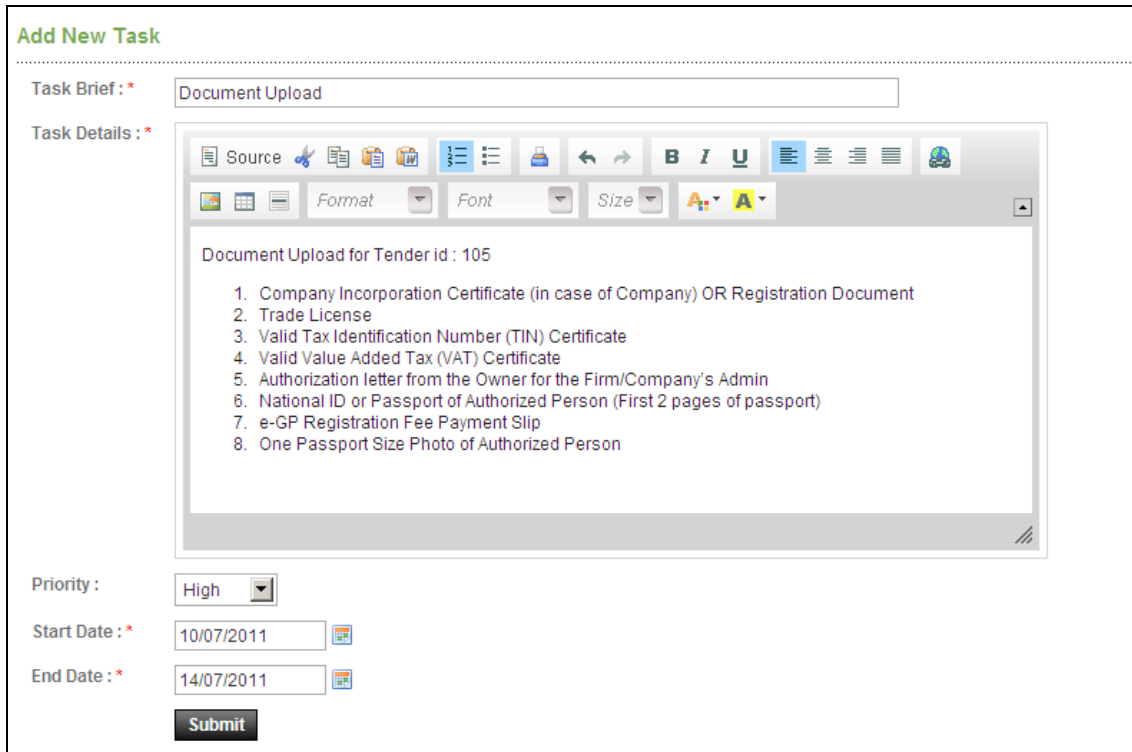 Add New Task
Task Brief : * Document Upload
Task Details : *
Source B I U
Format Font Size A A
Document Upload for Tender id : 105
1. Company Incorporation Certificate (in case of Company) OR Registration Document
2. Trade License
3. Valid Tax Identification Number (TIN) Certificate
4. Valid Value Added Tax (VAT) Certificate
5. Authorization letter from the Owner for the Firm/Company's Admin
6. National ID or Passport of Authorized Person (First 2 pages of passport)
7. e-GP Registration Fee Payment Slip
8. One Passport Size Photo of Authorized Person
Priority : High
Start Date : * 10/07/2011
End Date : * 14/07/2011
Submit